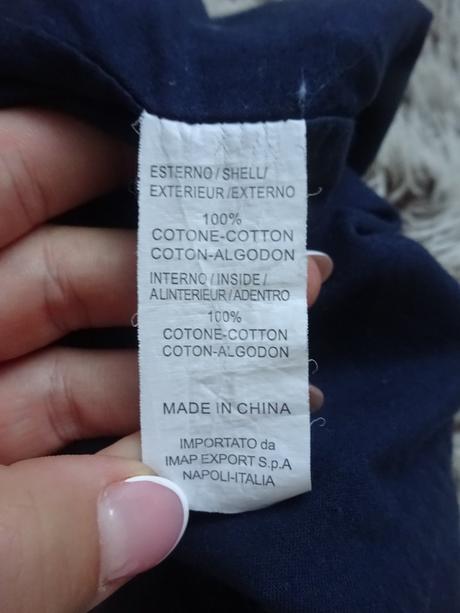 ESTERNO/SHELL/
EXTERIEUR/EXTERNO
100%
COTONE-COTTON
COTON-ALGODON
INTERNO/INSIDE/
ALINTERIEUR/ADENTRO
100%
COTONE-COTTON
COTON-ALGODON
MADE IN CHINA
IMPORTATO da
IMAP EXPORT S.p.A
NAPOLI-ITALIA